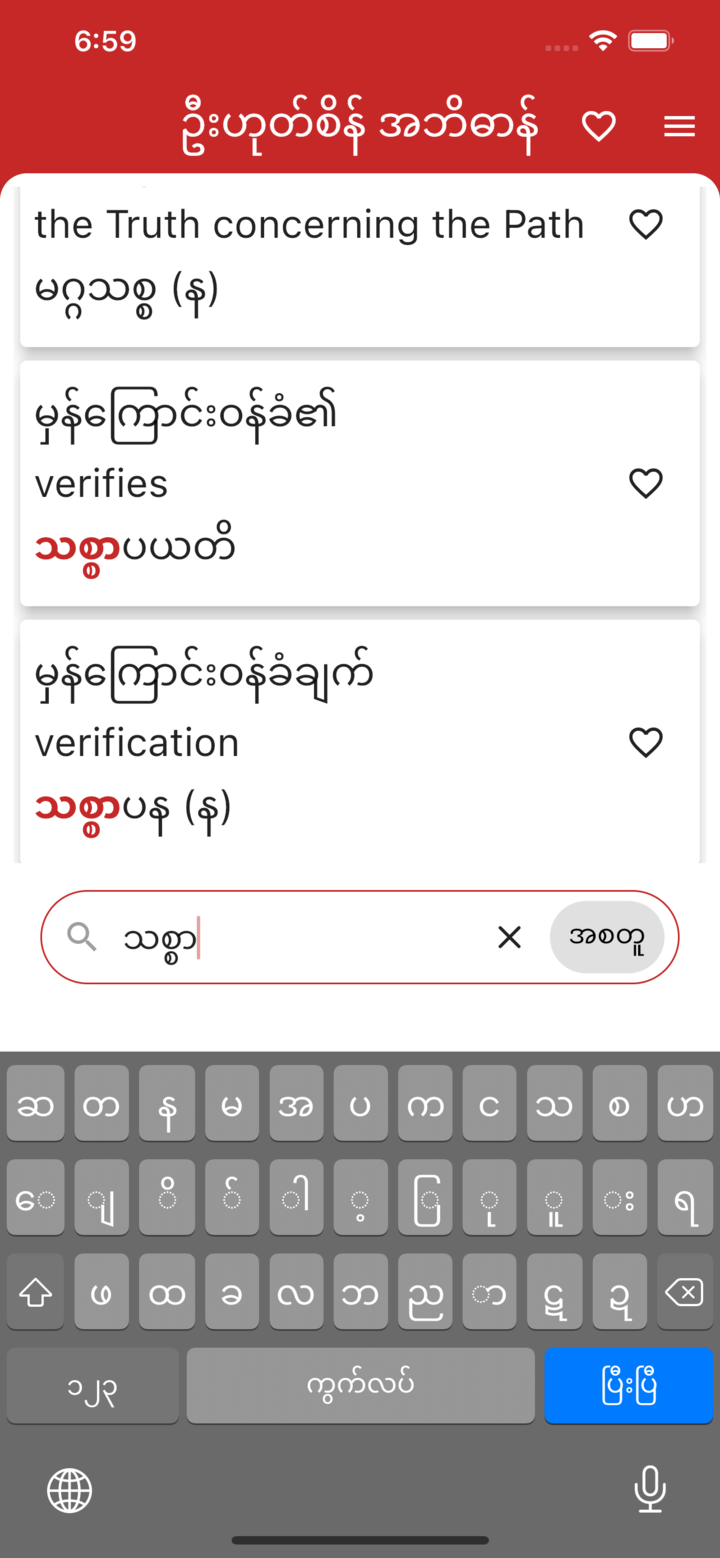 6:59
ဦးဟုတ်စိန် အဘိဓာန်
the Truth concerning the Path
မဂ္ဂသစ္စ (န)
မှန်ကြောင်းဝန်ခံ၏
verifies
သစ္စာပယတိ
မှန်ကြောင်းဝန်ခံချက်
verification
သစ္စာပန (န)
သစ္စာ
အစတူ
ဆ တ န မ အ ပ က င သ စ ဟ
ေ ျ ိ ် ါ ့ ြ ု ူ း ရ
ဖ ထ ခ လ ဘ ည ာ ဋ ဍ
၁၂၃ ကွက်လပ် ပြီးပြီ